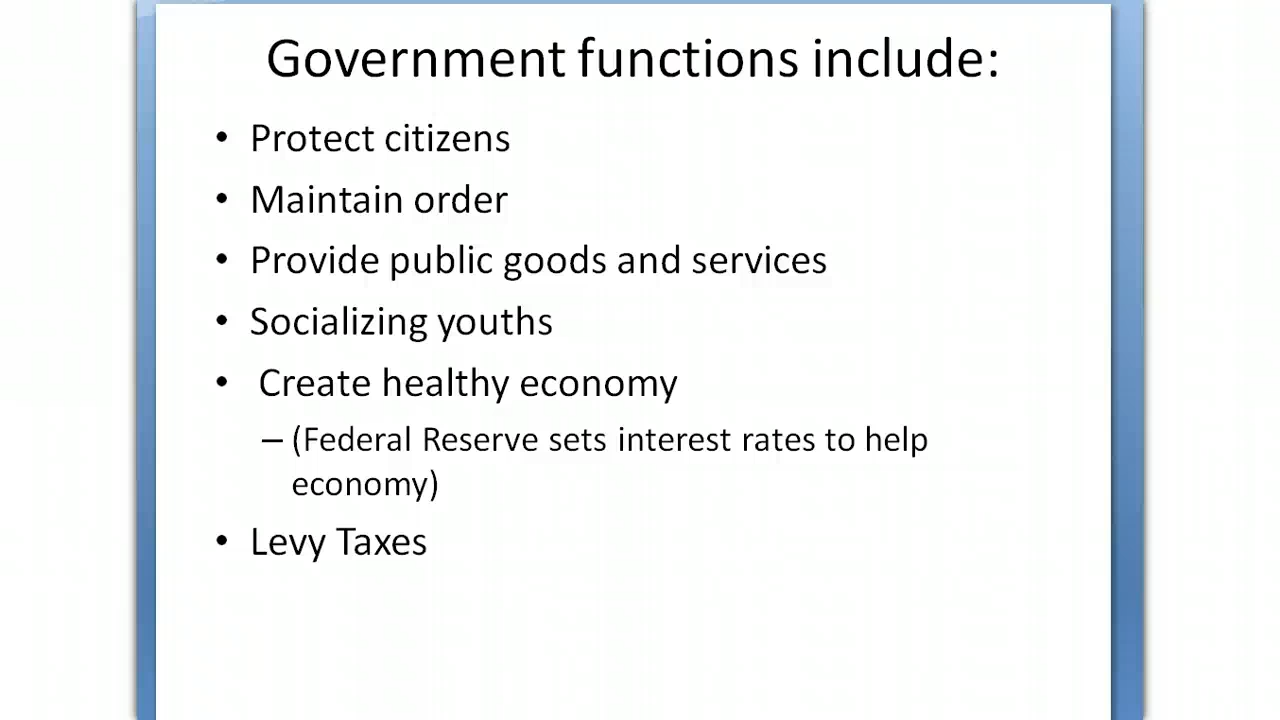 Government functions include:
• Protect citizens
• Maintain order
• Provide public goods and services
• Socializing youths
• Create healthy economy
– (Federal Reserve sets interest rates to help
economy)
• Levy Taxes